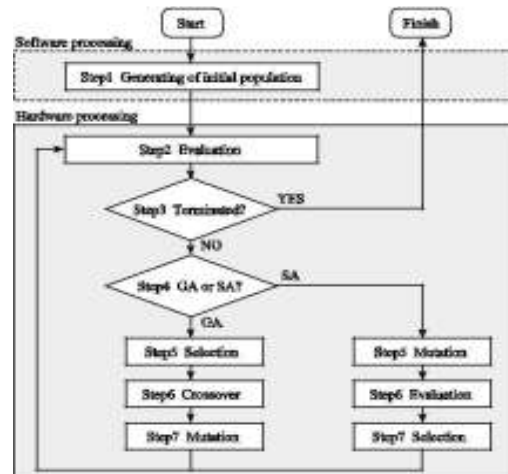 Start
Finish
Software processing
Step1 Generating of initial population
Hardware processing
Step2 Evaluation
Step3 Terminated?
YES
NO
Step4 GA or SA?
SA
GA
Step5 Selection
Step5 Mutation
Step6 Crossover
Step6 Evaluation
Step7 Mutation
Step7 Selection